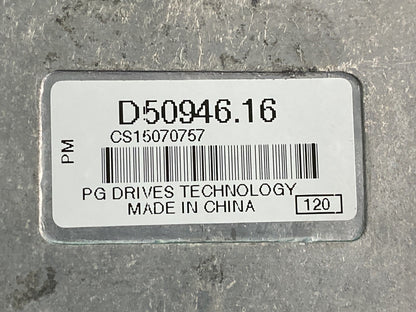 D50946.16
CS15070757
PM
PG DRIVES TECHNOLOGY
MADE IN CHINA
120